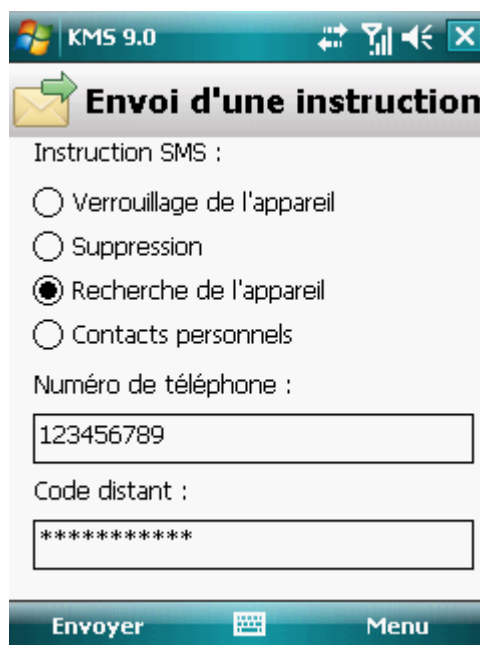 KMS 9.0
Envoi d'une instruction
Instruction SMS :
Verrouillage de l'appareil
Suppression
Recherche de l'appareil
Contacts personnels
Numéro de téléphone :
123456789
Code distant :
***********
Envoyer Menu